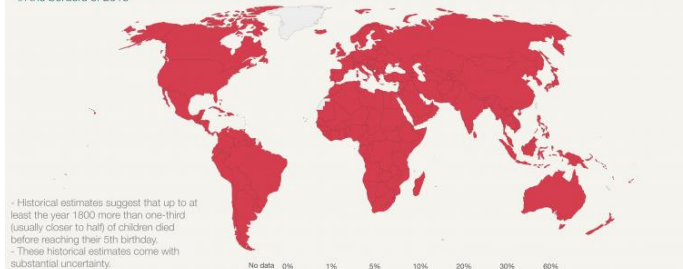 - Historical estimates suggest that up to at
least the year 1800 more than one-third
(usually closer to half) of children died
before reaching their 5th birthday.
- These historical estimates come with
substantial uncertainty.
No data 0% 1% 5% 10% 20% 30% 60%